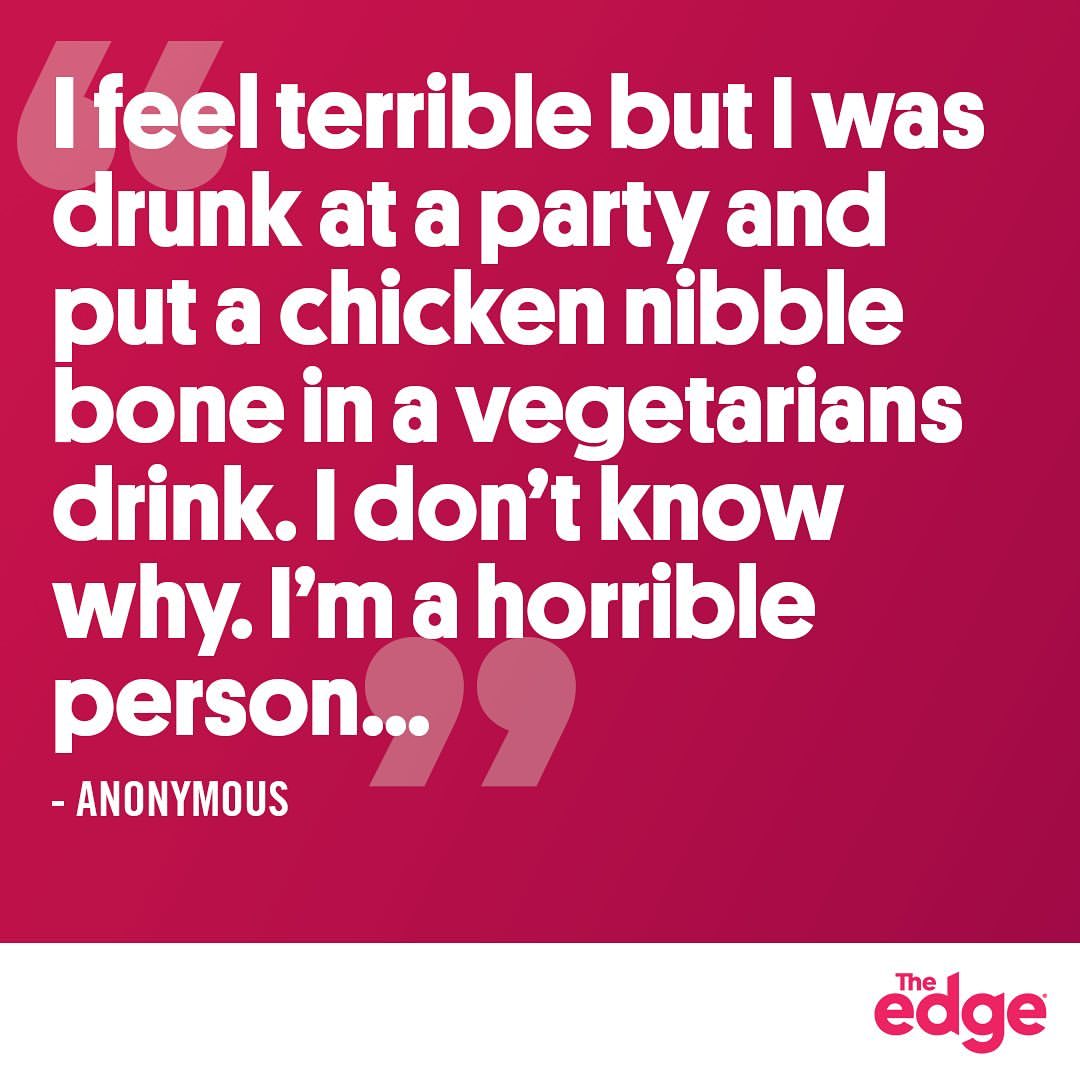 I feel terrible but I was
drunk at a party and
put a chicken nibble
bone in a vegetarians
drink. I don’t know
why. I’m a horrible
person...
- ANONYMOUS
The
edge